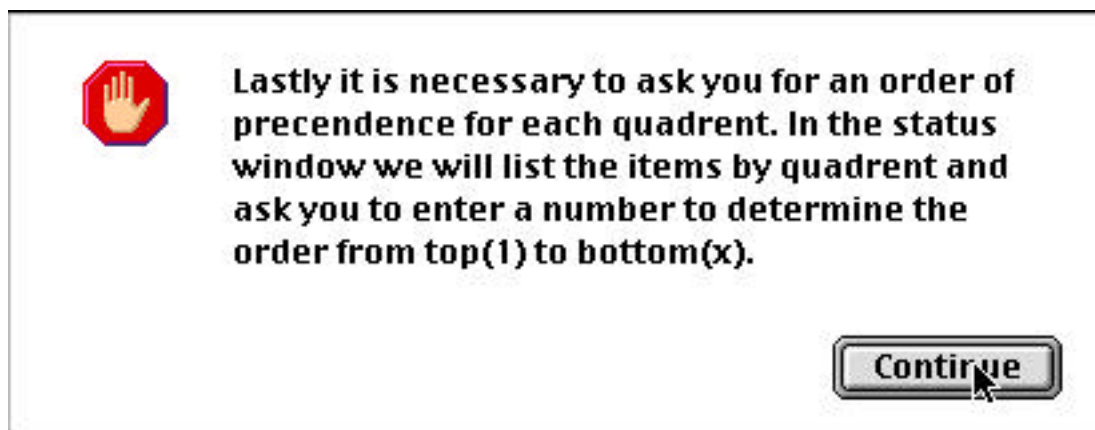 Lastly it is necessary to ask you for an order of
precendence for each quadrent. In the status
window we will list the items by quadrent and
ask you to enter a number to determine the
order from top(1) to bottom(x).
Continue